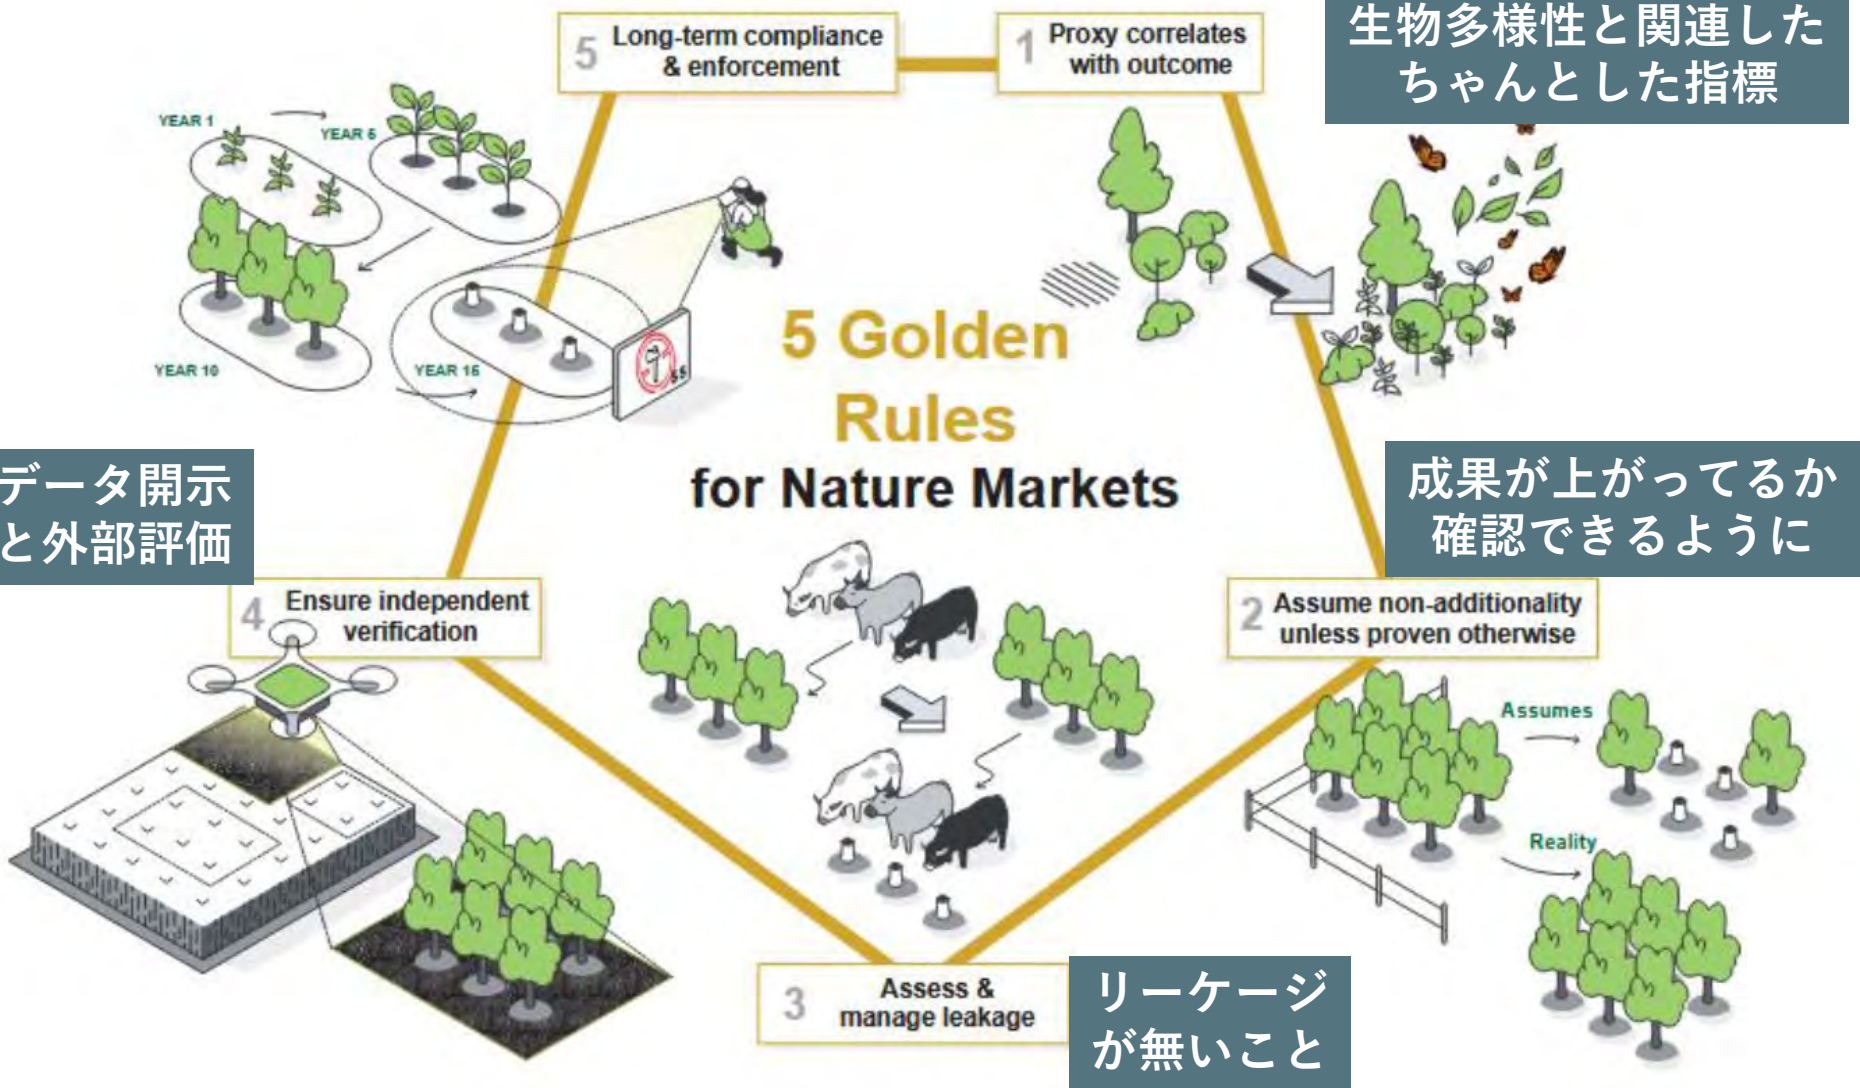 5 Long-term compliance
& enforcement
1 Proxy correlates
with outcome
生物多様性と関連した
ちゃんとした指標
YEAR 1
YEAR 5
YEAR 10
YEAR 15
$$
5 Golden
Rules
for Nature Markets
データ開示
と外部評価
成果が上がってるか
確認できるように
4 Ensure independent
verification
2 Assume non-additionality
unless proven otherwise
Assumes
Reality
3 Assess &
manage leakage
リーケージ
が無いこと